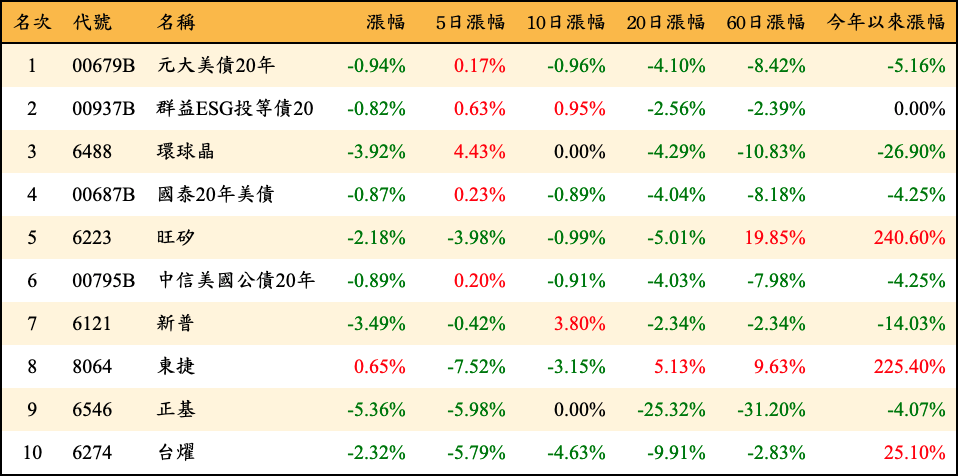 名次 代號 名稱 漲幅 5日漲幅 10日漲幅 20日漲幅 60日漲幅 今年以來漲幅
1 00679B 元大美債20年 -0.94% 0.17% -0.96% -4.10% -8.42% -5.16%
2 00937B 群益ESG投等債20 -0.82% 0.63% 0.95% -2.56% -2.39% 0.00%
3 6488 環球晶 -3.92% 4.43% 0.00% -4.29% -10.83% -26.90%
4 00687B 國泰20年美債 -0.87% 0.23% -0.89% -4.04% -8.18% -4.25%
5 6223 旺矽 -2.18% -3.98% -0.99% -5.01% 19.85% 240.60%
6 00795B 中信美國公債20年 -0.89% 0.20% -0.91% -4.03% -7.98% -4.25%
7 6121 新普 -3.49% -0.42% 3.80% -2.34% -2.34% -14.03%
8 8064 東捷 0.65% -7.52% -3.15% 5.13% 9.63% 225.40%
9 6546 正基 -5.36% -5.98% 0.00% -25.32% -31.20% -4.07%
10 6274 台燿 -2.32% -5.79% -4.63% -9.91% -2.83% 25.10%